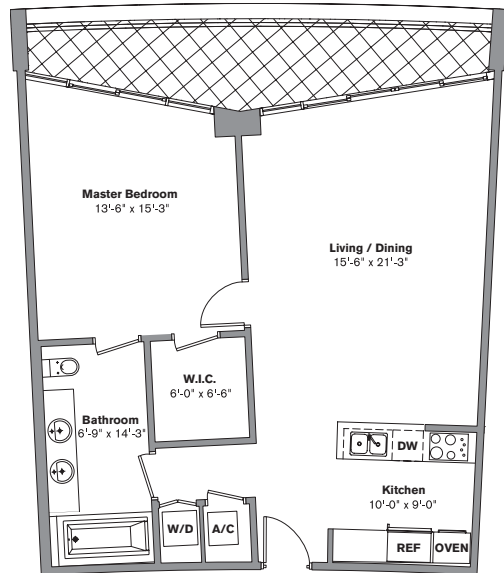 Master Bedroom
13'-6" x 15'-3"
Living / Dining
15'-6" x 21'-3"
W.I.C.
6'-0" x 6'-6"
Bathroom
6'-9" x 14'-3"
DW
Kitchen
10'-0" x 9'-0"
W/D
A/C
REF
OVEN